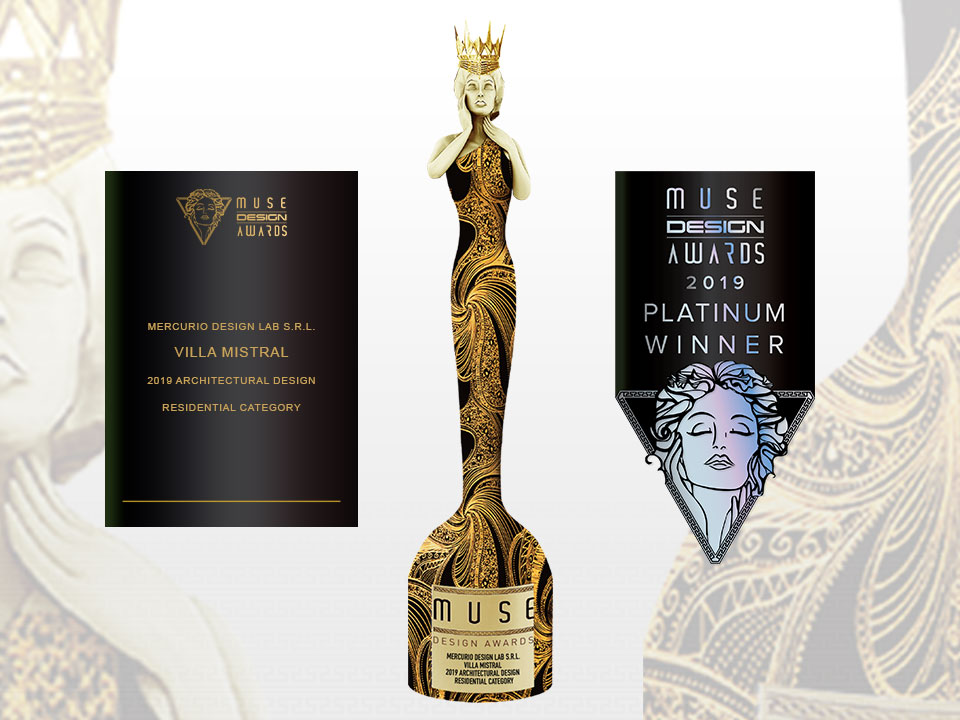 MUSE
DESIGN
AWARDS
MERCURIO DESIGN LAB S.R.L.
VILLA MISTRAL
2019 ARCHITECTURAL DESIGN
RESIDENTIAL CATEGORY
MUSE
DESIGN AWARDS
MERCURIO DESIGN LAB S.R.L.
VILLA MISTRAL
2019 ARCHITECTURAL DESIGN
RESIDENTIAL CATEGORY
MUSE
DESIGN
AWARDS
2019
PLATINUM
WINNER